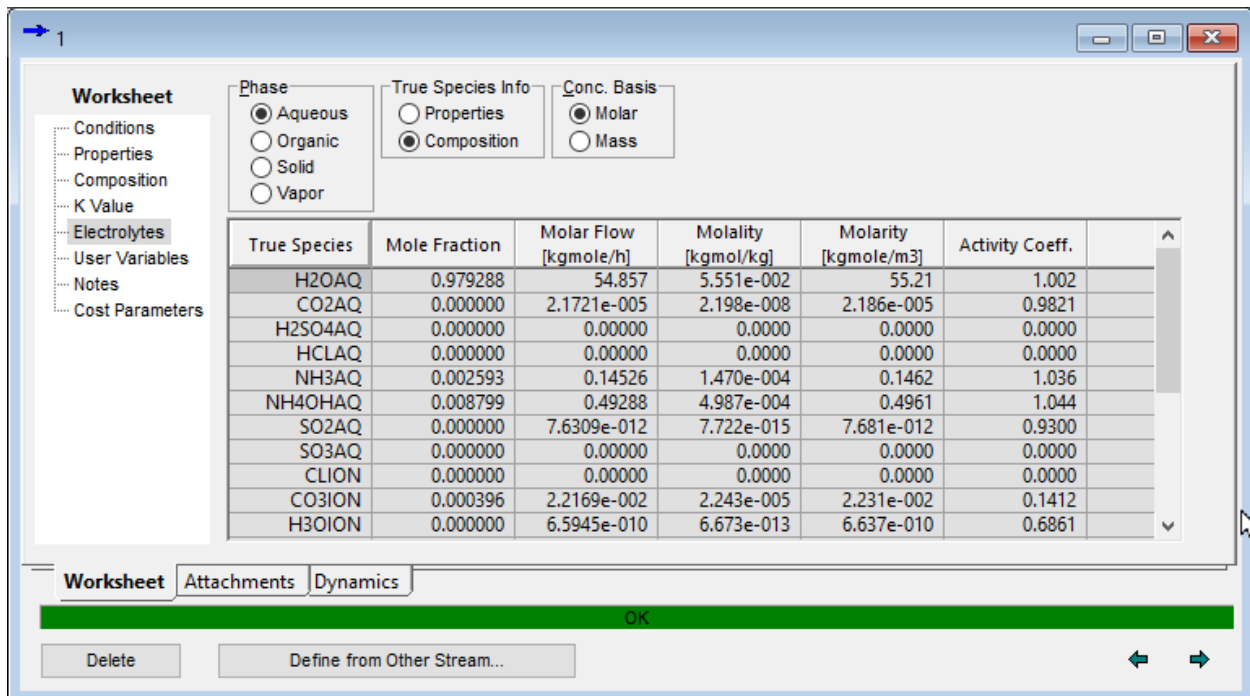 1
Worksheet
Conditions
Properties
Composition
K Value
Electrolytes
User Variables
Notes
Cost Parameters
Phase
Aqueous
Organic
Solid
Vapor
True Species Info
Properties
Composition
Conc. Basis
Molar
Mass
True Species Mole Fraction Molar Flow [kgmole/h] Molality [kgmol/kg] Molarity [kgmole/m3] Activity Coeff.
H2OAQ 0.979288 54.857 5.551e-002 55.21 1.002
CO2AQ 0.000000 2.1721e-005 2.198e-008 2.186e-005 0.9821
H2SO4AQ 0.000000 0.00000 0.0000 0.0000 0.0000
HCLAQ 0.000000 0.00000 0.0000 0.0000 0.0000
NH3AQ 0.002593 0.14526 1.470e-004 0.1462 1.036
NH4OHAQ 0.008799 0.49288 4.987e-004 0.4961 1.044
SO2AQ 0.000000 7.6309e-012 7.722e-015 7.681e-012 0.9300
SO3AQ 0.000000 0.00000 0.0000 0.0000 0.0000
CLION 0.000000 0.00000 0.0000 0.0000 0.0000
CO3ION 0.000396 2.2169e-002 2.243e-005 2.231e-002 0.1412
H3OION 0.000000 6.5945e-010 6.673e-013 6.637e-010 0.6861
Worksheet Attachments Dynamics
OK
Delete Define from Other Stream...